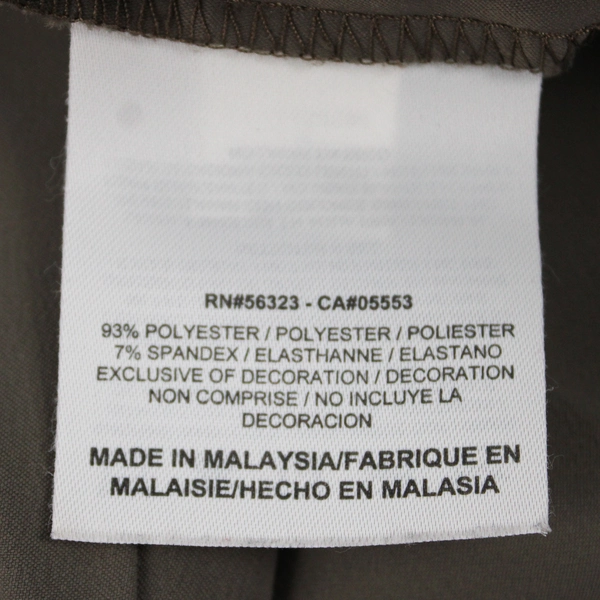 RN#56323 - CA#05553
93% POLYESTER / POLYESTER / POLIESTER
7% SPANDEX / ELASTHANNE / ELASTANO
EXCLUSIVE OF DECORATION / DECORATION
NON COMPRISE / NO INCLUYE LA
DECORACION
MADE IN MALAYSIA/FABRIQUE EN
MALAISIE/HECHO EN MALASIA